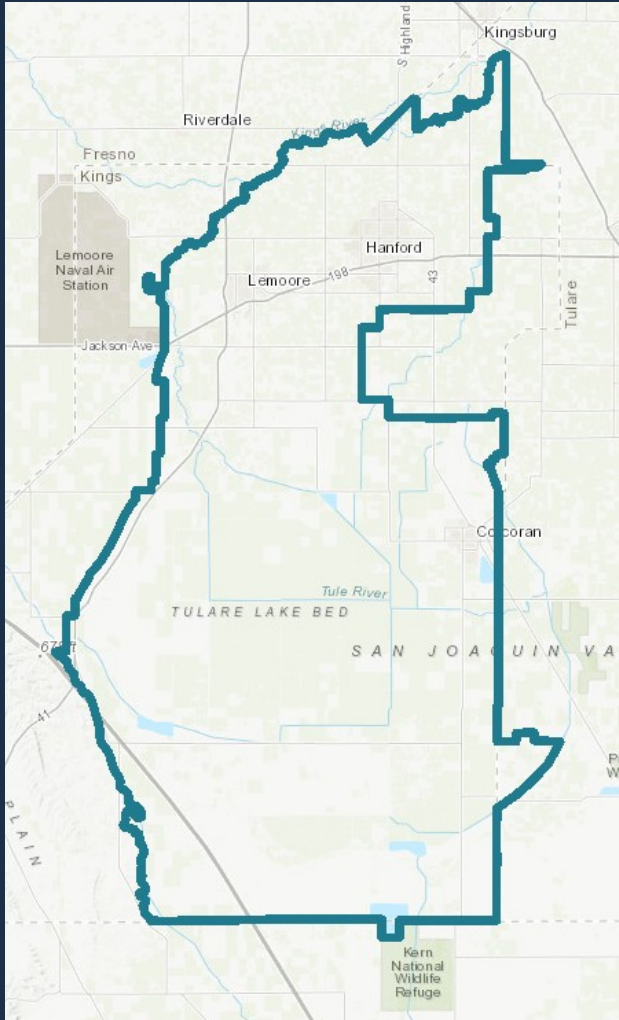 Kingsburg
S Highland
Riverdale
Kings River
Fresno
Kings
Lemoore
Naval Air
Station
Hanford
Lemoore
198
43
Tulare
Jackson Ave
Corcoran
Tule River
TULARE LAKE BED
SAN JOAQUIN VA
41
PLAIN
P
W
Kern
National
Wildlife
Refuge